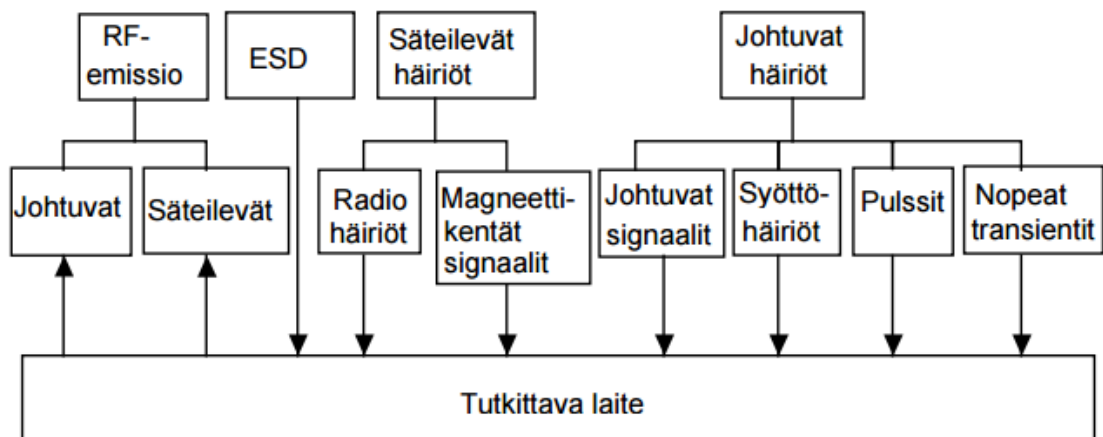 RF-
emissio
ESD
Säteilevät
häiriöt
Johtuvat
häiriöt
Johtuvat
Säteilevät
Radio
häiriöt
Magneetti-
kentät
signaalit
Johtuvat
signaalit
Syöttö-
häiriöt
Pulssit
Nopeat
transientit
Tutkittava laite